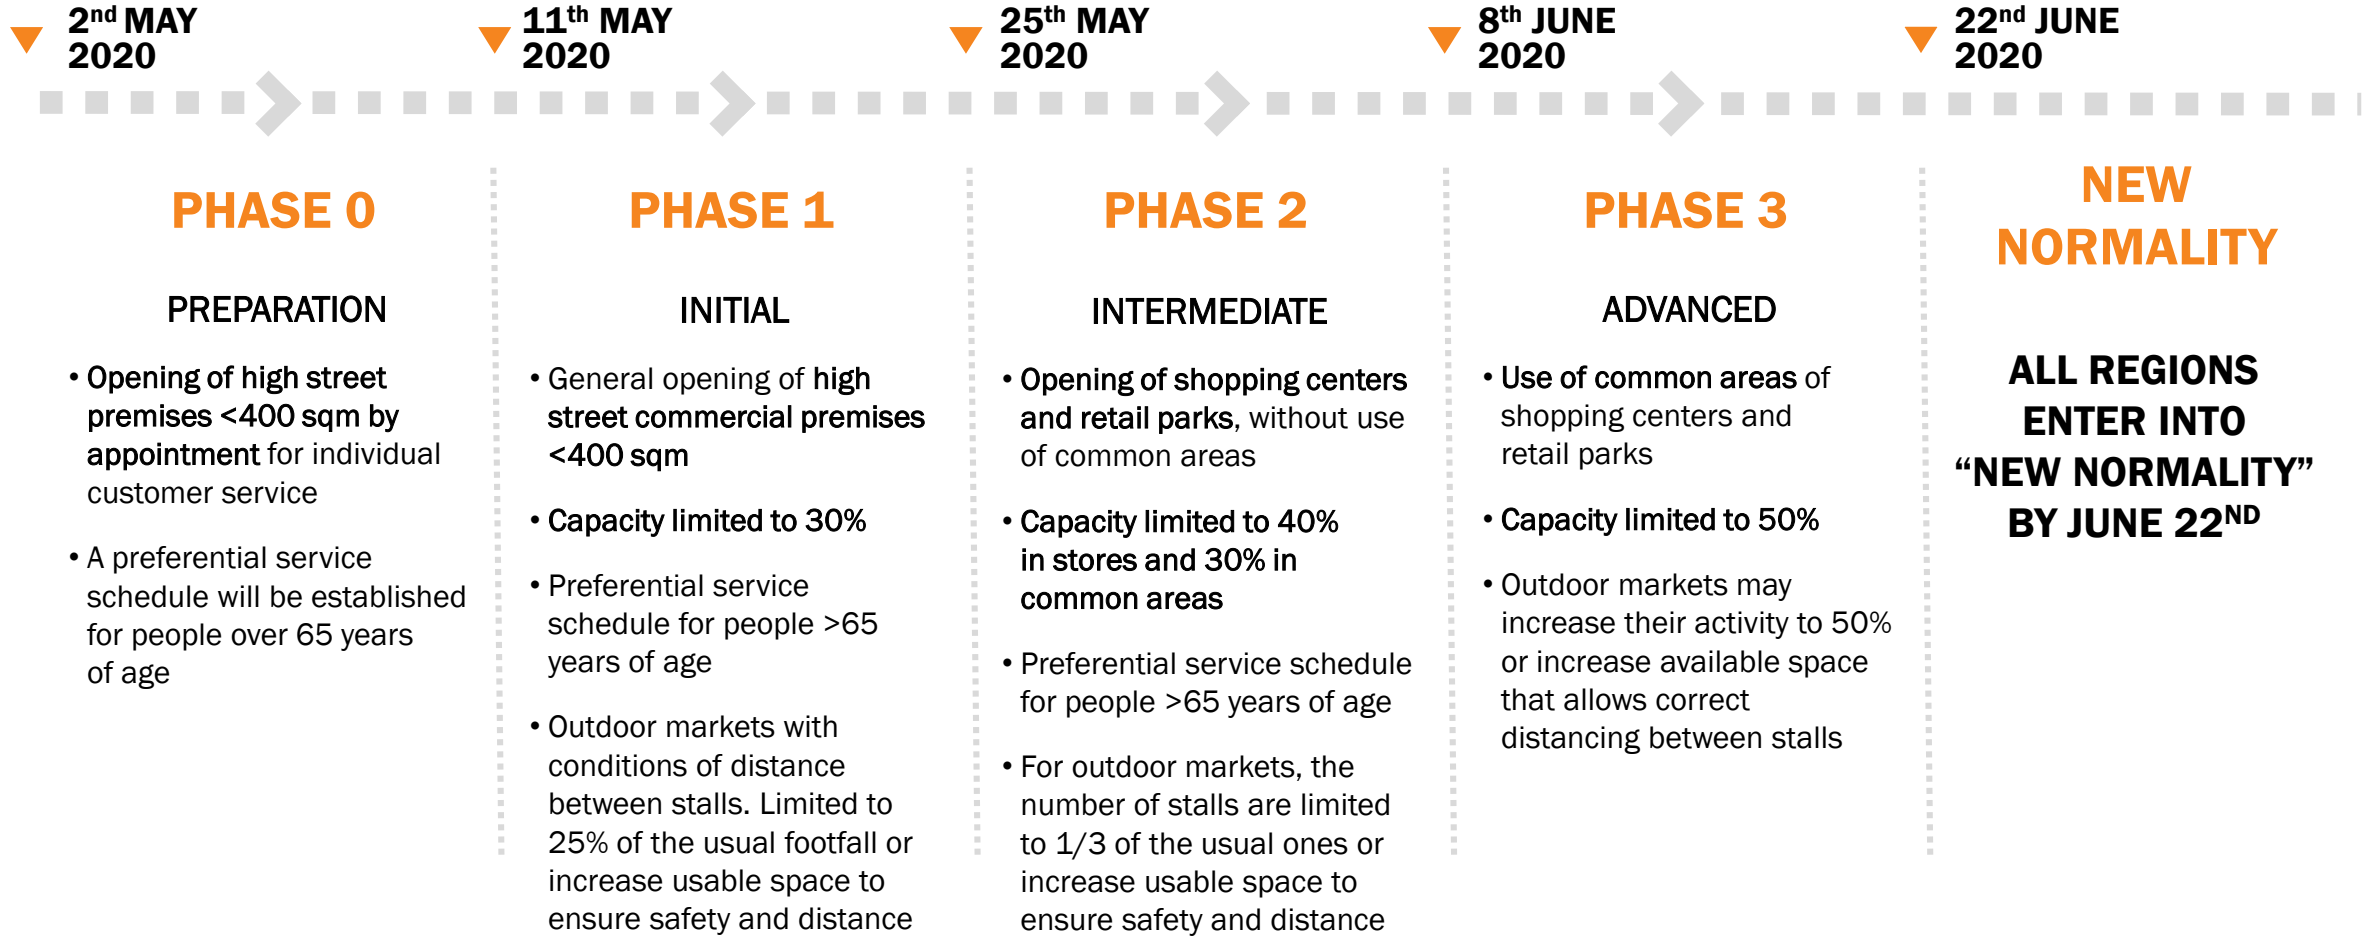 2nd MAY
2020
11th MAY
2020
25th MAY
2020
8th JUNE
2020
22nd JUNE
2020
PHASE 0
PREPARATION
• Opening of high street
premises <400 sqm by
appointment for individual
customer service
• A preferential service
schedule will be established
for people over 65 years
of age
PHASE 1
INITIAL
• General opening of high
street commercial premises
<400 sqm
• Capacity limited to 30%
• Preferential service
schedule for people >65
years of age
• Outdoor markets with
conditions of distance
between stalls. Limited to
25% of the usual footfall or
increase usable space to
ensure safety and distance
PHASE 2
INTERMEDIATE
• Opening of shopping centers
and retail parks, without use
of common areas
• Capacity limited to 40%
in stores and 30% in
common areas
• Preferential service schedule
for people >65 years of age
• For outdoor markets, the
number of stalls are limited
to 1/3 of the usual ones or
increase usable space to
ensure safety and distance
PHASE 3
ADVANCED
• Use of common areas of
shopping centers and
retail parks
• Capacity limited to 50%
• Outdoor markets may
increase their activity to 50%
or increase available space
that allows correct
distancing between stalls
NEW
NORMALITY
ALL REGIONS
ENTER INTO
“NEW NORMALITY”
BY JUNE 22ND